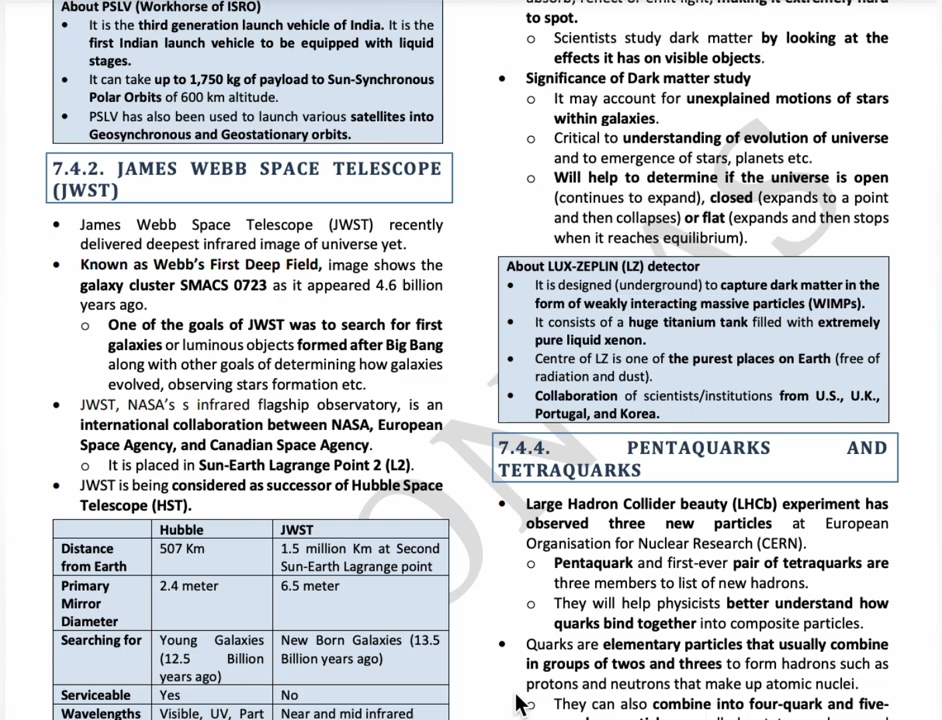 About PSLV (Workhorse of ISRO)
• It is the third generation launch vehicle of India. It is the
first Indian launch vehicle to be equipped with liquid
stages.
• It can take up to 1,750 kg of payload to Sun-Synchronous
Polar Orbits of 600 km altitude.
• PSLV has also been used to launch various satellites into
Geosynchronous and Geostationary orbits.
7.4.2. JAMES WEBB SPACE TELESCOPE
(JWST)
• James Webb Space Telescope (JWST) recently
delivered deepest infrared image of universe yet.
• Known as Webb's First Deep Field, image shows the
galaxy cluster SMACS 0723 as it appeared 4.6 billion
years ago.
o One of the goals of JWST was to search for first
galaxies or luminous objects formed after Big Bang
along with other goals of determining how galaxies
evolved, observing stars formation etc.
• JWST, NASA's s infrared flagship observatory, is an
international collaboration between NASA, European
Space Agency, and Canadian Space Agency.
o It is placed in Sun-Earth Lagrange Point 2 (L2).
• JWST is being considered as successor of Hubble Space
Telescope (HST).
Hubble JWST
Distance 507 Km 1.5 million Km at Second
from Earth Sun-Earth Lagrange point
Primary 2.4 meter 6.5 meter
Mirror
Diameter
Searching for Young Galaxies New Born Galaxies (13.5
(12.5 Billion Billion years ago)
years ago)
Serviceable Yes No
Wavelengths Visible, UV, Part Near and mid infrared
absorb, reflect or emit light, making it extremely hard
to spot.
o Scientists study dark matter by looking at the
effects it has on visible objects.
• Significance of Dark matter study
o It may account for unexplained motions of stars
within galaxies.
o Critical to understanding of evolution of universe
and to emergence of stars, planets etc.
o Will help to determine if the universe is open
(continues to expand), closed (expands to a point
and then collapses) or flat (expands and then stops
when it reaches equilibrium).
About LUX-ZEPLIN (LZ) detector
• It is designed (underground) to capture dark matter in the
form of weakly interacting massive particles (WIMPs).
• It consists of a huge titanium tank filled with extremely
pure liquid xenon.
• Centre of LZ is one of the purest places on Earth (free of
radiation and dust).
• Collaboration of scientists/institutions from U.S., U.K.,
Portugal, and Korea.
7.4.4. PENTAQUARKS AND
TETRAQUARKS
• Large Hadron Collider beauty (LHCb) experiment has
observed three new particles at European
Organisation for Nuclear Research (CERN).
o Pentaquark and first-ever pair of tetraquarks are
three members to list of new hadrons.
o They will help physicists better understand how
quarks bind together into composite particles.
• Quarks are elementary particles that usually combine
in groups of twos and threes to form hadrons such as
protons and neutrons that make up atomic nuclei.
o They can also combine into four-quark and five-